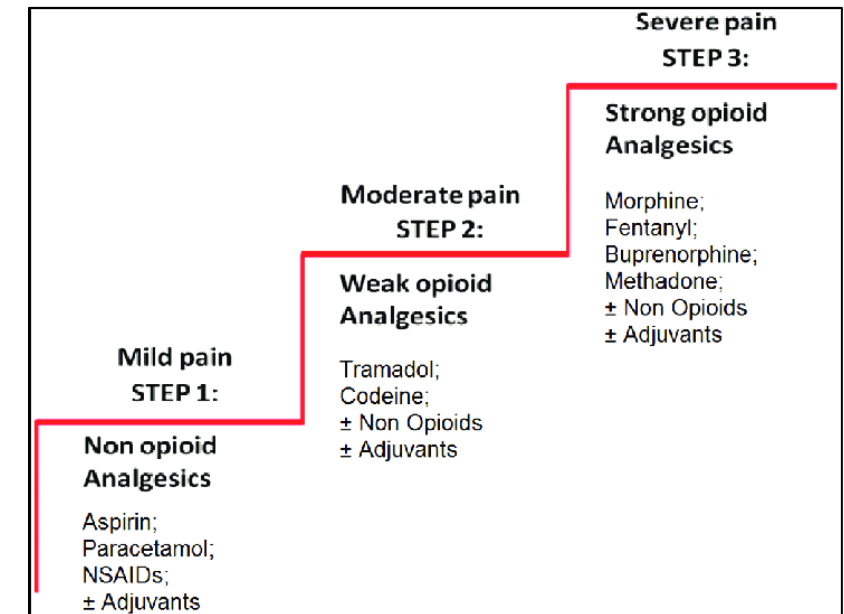 Severe pain
STEP 3:
Strong opioid
Analgesics
Morphine;
Fentanyl;
Buprenorphine;
Methadone;
± Non Opioids
± Adjuvants
Moderate pain
STEP 2:
Weak opioid
Analgesics
Tramadol;
Codeine;
± Non Opioids
± Adjuvants
Mild pain
STEP 1:
Non opioid
Analgesics
Aspirin;
Paracetamol;
NSAIDs;
± Adjuvants